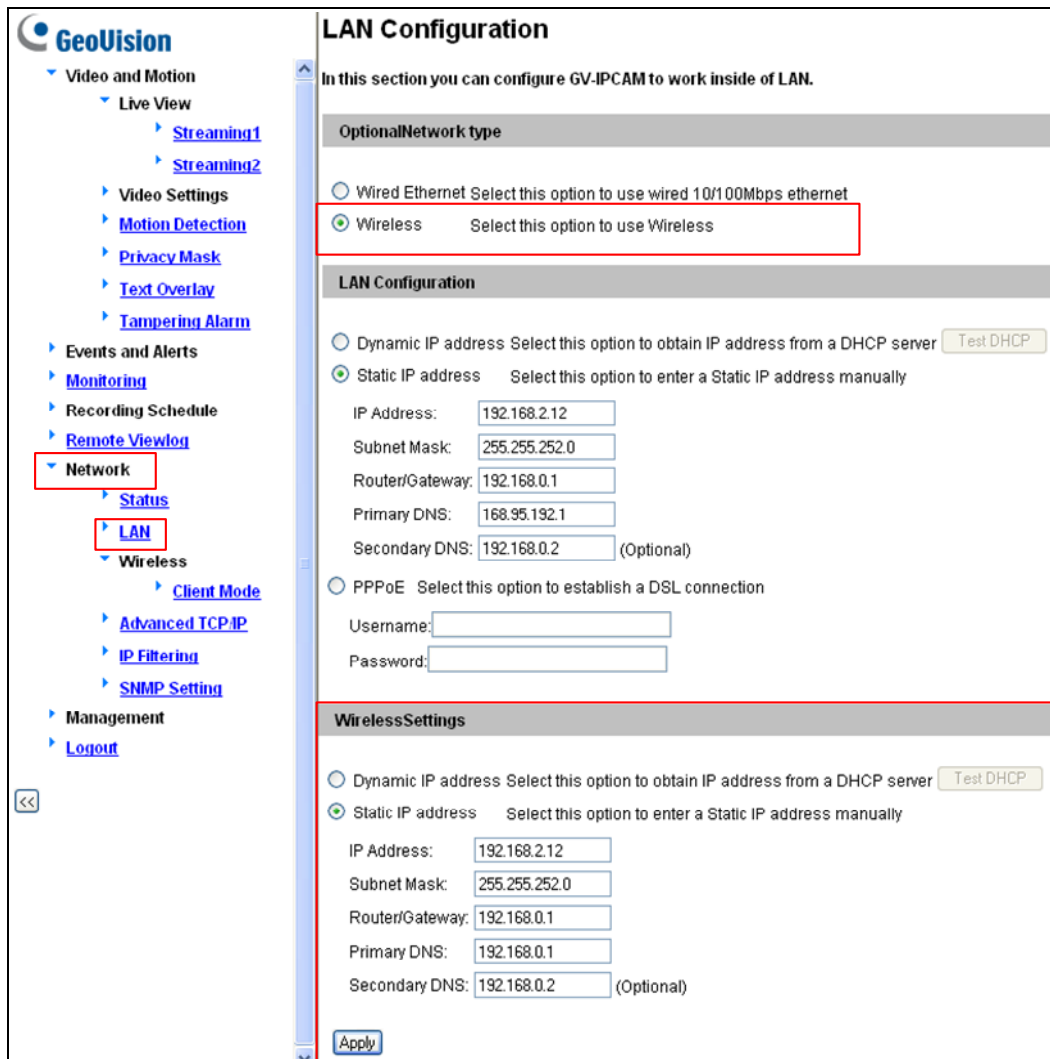 GeoVision
Video and Motion
Live View
Streaming1
Streaming2
Video Settings
Motion Detection
Privacy Mask
Text Overlay
Tampering Alarm
Events and Alerts
Monitoring
Recording Schedule
Remote Viewlog
Network
Status
LAN
Wireless
Client Mode
Advanced TCP/IP
IP Filtering
SNMP Setting
Management
Logout
<<
LAN Configuration
In this section you can configure GV-IPCAM to work inside of LAN.
OptionalNetwork type
Wired Ethernet Select this option to use wired 10/100Mbps ethernet
Wireless Select this option to use Wireless
LAN Configuration
Dynamic IP address Select this option to obtain IP address from a DHCP server Test DHCP
Static IP address Select this option to enter a Static IP address manually
IP Address: 192.168.2.12
Subnet Mask: 255.255.252.0
Router/Gateway: 192.168.0.1
Primary DNS: 168.95.192.1
Secondary DNS: 192.168.0.2 (Optional)
PPPoE Select this option to establish a DSL connection
Username:
Password:
WirelessSettings
Dynamic IP address Select this option to obtain IP address from a DHCP server Test DHCP
Static IP address Select this option to enter a Static IP address manually
IP Address: 192.168.2.12
Subnet Mask: 255.255.252.0
Router/Gateway: 192.168.0.1
Primary DNS: 192.168.0.1
Secondary DNS: 192.168.0.2 (Optional)
Apply